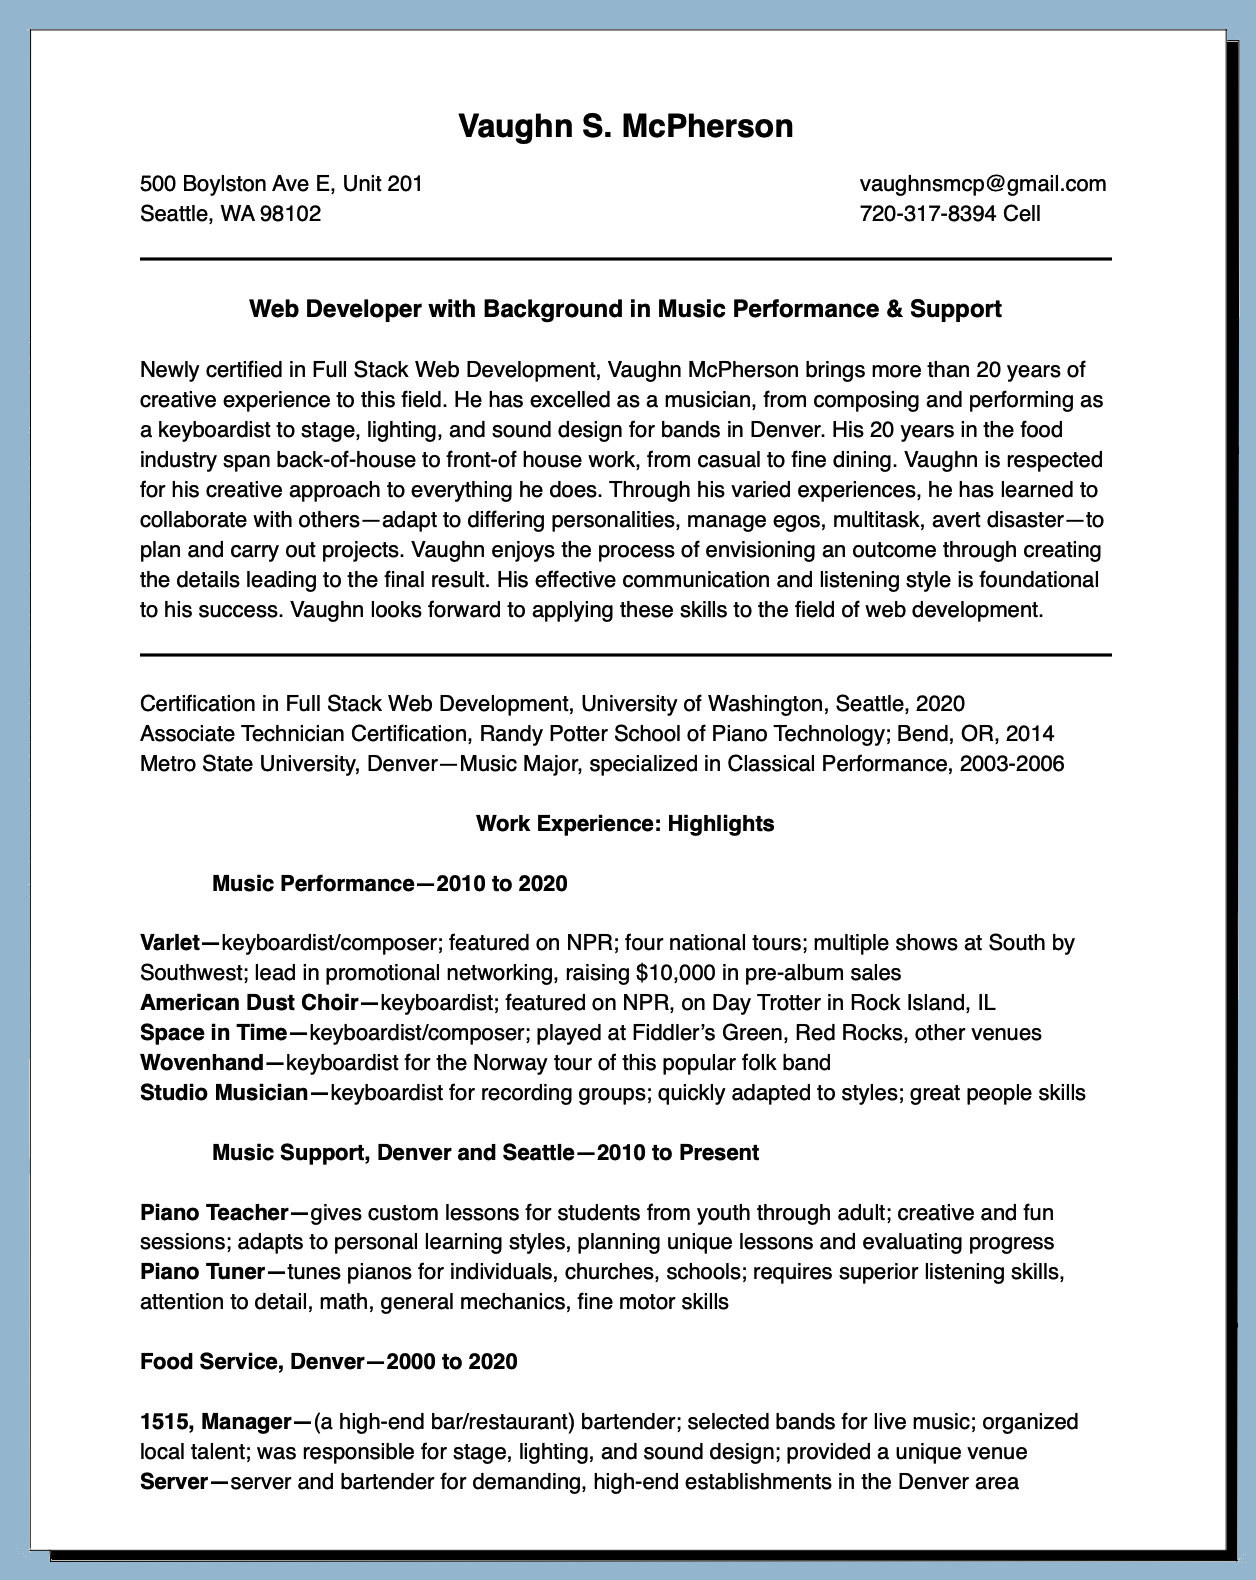 Vaughn S. McPherson
500 Boylston Ave E, Unit 201
vaughnsmcp@gmail.com
Seattle, WA 98102
720-317-8394 Cell
Web Developer with Background in Music Performance & Support
Newly certified in Full Stack Web Development, Vaughn McPherson brings more than 20 years of
creative experience to this field. He has excelled as a musician, from composing and performing as
a keyboardist to stage, lighting, and sound design for bands in Denver. His 20 years in the food
industry span back-of-house to front-of house work, from casual to fine dining. Vaughn is respected
for his creative approach to everything he does. Through his varied experiences, he has learned to
collaborate with others—adapt to differing personalities, manage egos, multitask, avert disaster—to
plan and carry out projects. Vaughn enjoys the process of envisioning an outcome through creating
the details leading to the final result. His effective communication and listening style is foundational
to his success. Vaughn looks forward to applying these skills to the field of web development.
Certification in Full Stack Web Development, University of Washington, Seattle, 2020
Associate Technician Certification, Randy Potter School of Piano Technology; Bend, OR, 2014
Metro State University, Denver—Music Major, specialized in Classical Performance, 2003-2006
Work Experience: Highlights
Music Performance—2010 to 2020
Varlet—keyboardist/composer; featured on NPR; four national tours; multiple shows at South by
Southwest; lead in promotional networking, raising $10,000 in pre-album sales
American Dust Choir—keyboardist; featured on NPR, on Day Trotter in Rock Island, IL
Space in Time—keyboardist/composer; played at Fiddler’s Green, Red Rocks, other venues
Wovenhand—keyboardist for the Norway tour of this popular folk band
Studio Musician—keyboardist for recording groups; quickly adapted to styles; great people skills
Music Support, Denver and Seattle—2010 to Present
Piano Teacher—gives custom lessons for students from youth through adult; creative and fun
sessions; adapts to personal learning styles, planning unique lessons and evaluating progress
Piano Tuner—tunes pianos for individuals, churches, schools; requires superior listening skills,
attention to detail, math, general mechanics, fine motor skills
Food Service, Denver—2000 to 2020
1515, Manager—(a high-end bar/restaurant) bartender; selected bands for live music; organized
local talent; was responsible for stage, lighting, and sound design; provided a unique venue
Server—server and bartender for demanding, high-end establishments in the Denver area